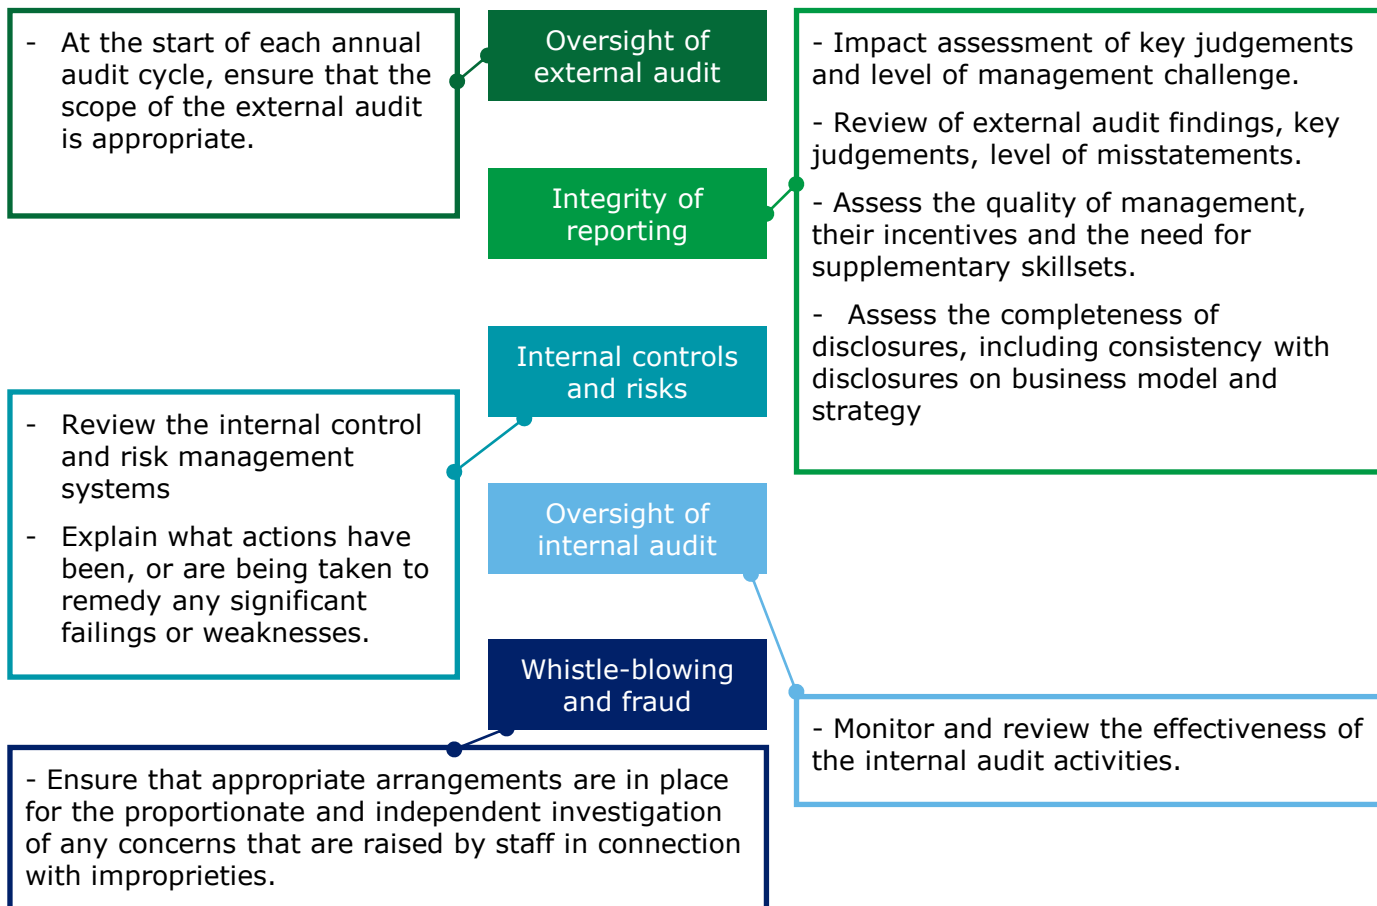 Oversight of
external audit
- At the start of each annual
audit cycle, ensure that the
scope of the external audit
is appropriate.
Integrity of
reporting
- Impact assessment of key judgements
and level of management challenge.
- Review of external audit findings, key
judgements, level of misstatements.
- Assess the quality of management,
their incentives and the need for
supplementary skillsets.
- Assess the completeness of
disclosures, including consistency with
disclosures on business model and
strategy
Internal controls
and risks
- Review the internal control
and risk management
systems
- Explain what actions have
been, or are being taken to
remedy any significant
failings or weaknesses.
Oversight of
internal audit
- Monitor and review the effectiveness of
the internal audit activities.
Whistle-blowing
and fraud
- Ensure that appropriate arrangements are in place
for the proportionate and independent investigation
of any concerns that are raised by staff in connection
with improprieties.